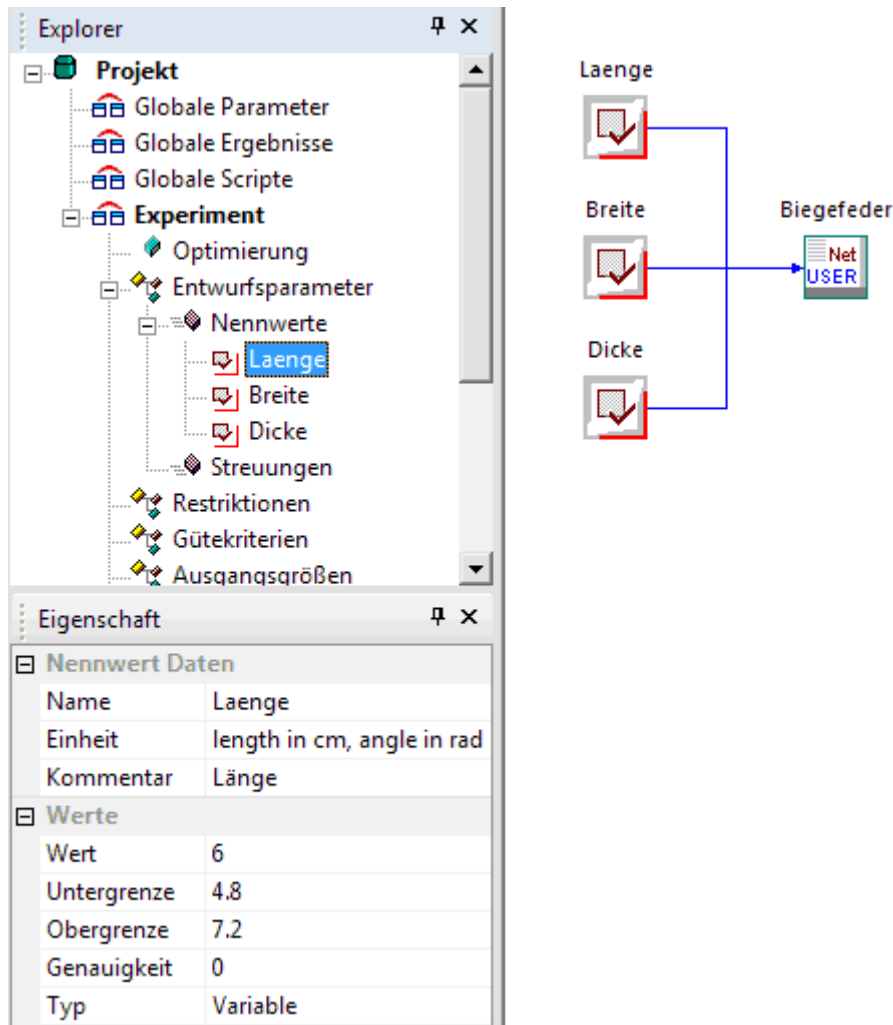 Explorer
Projekt
Globale Parameter
Globale Ergebnisse
Globale Scripte
Experiment
Optimierung
Entwurfsparameter
Nennwerte
Laenge
Breite
Dicke
Streuungen
Restriktionen
Gütekriterien
Ausgangsgrößen
Eigenschaft
Nennwert Daten
Name Laenge
Einheit length in cm, angle in rad
Kommentar Länge
Werte
Wert 6
Untergrenze 4.8
Obergrenze 7.2
Genauigkeit 0
Typ Variable
Laenge
Breite
Biegefeder
Net
USER
Dicke